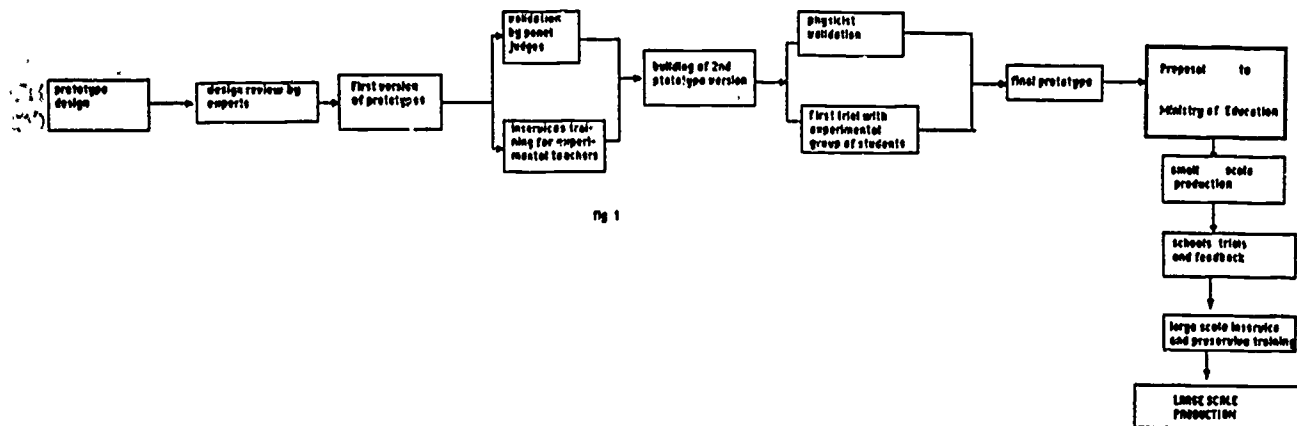 prototype
design
design review by
experts
First version
of prototypes
validation
by panel
judges
inservices trai-
ning for experi-
mental teachers
building of 2nd
ptototype version
physicist
validation
First trial with
experimental
group of students
final prototype
Proposal to
Ministry of Education
small scale
production
schools trials
and feedback
large scale inservice
and preservice training
LARGE SCALE
PRODUCTION
fig 1